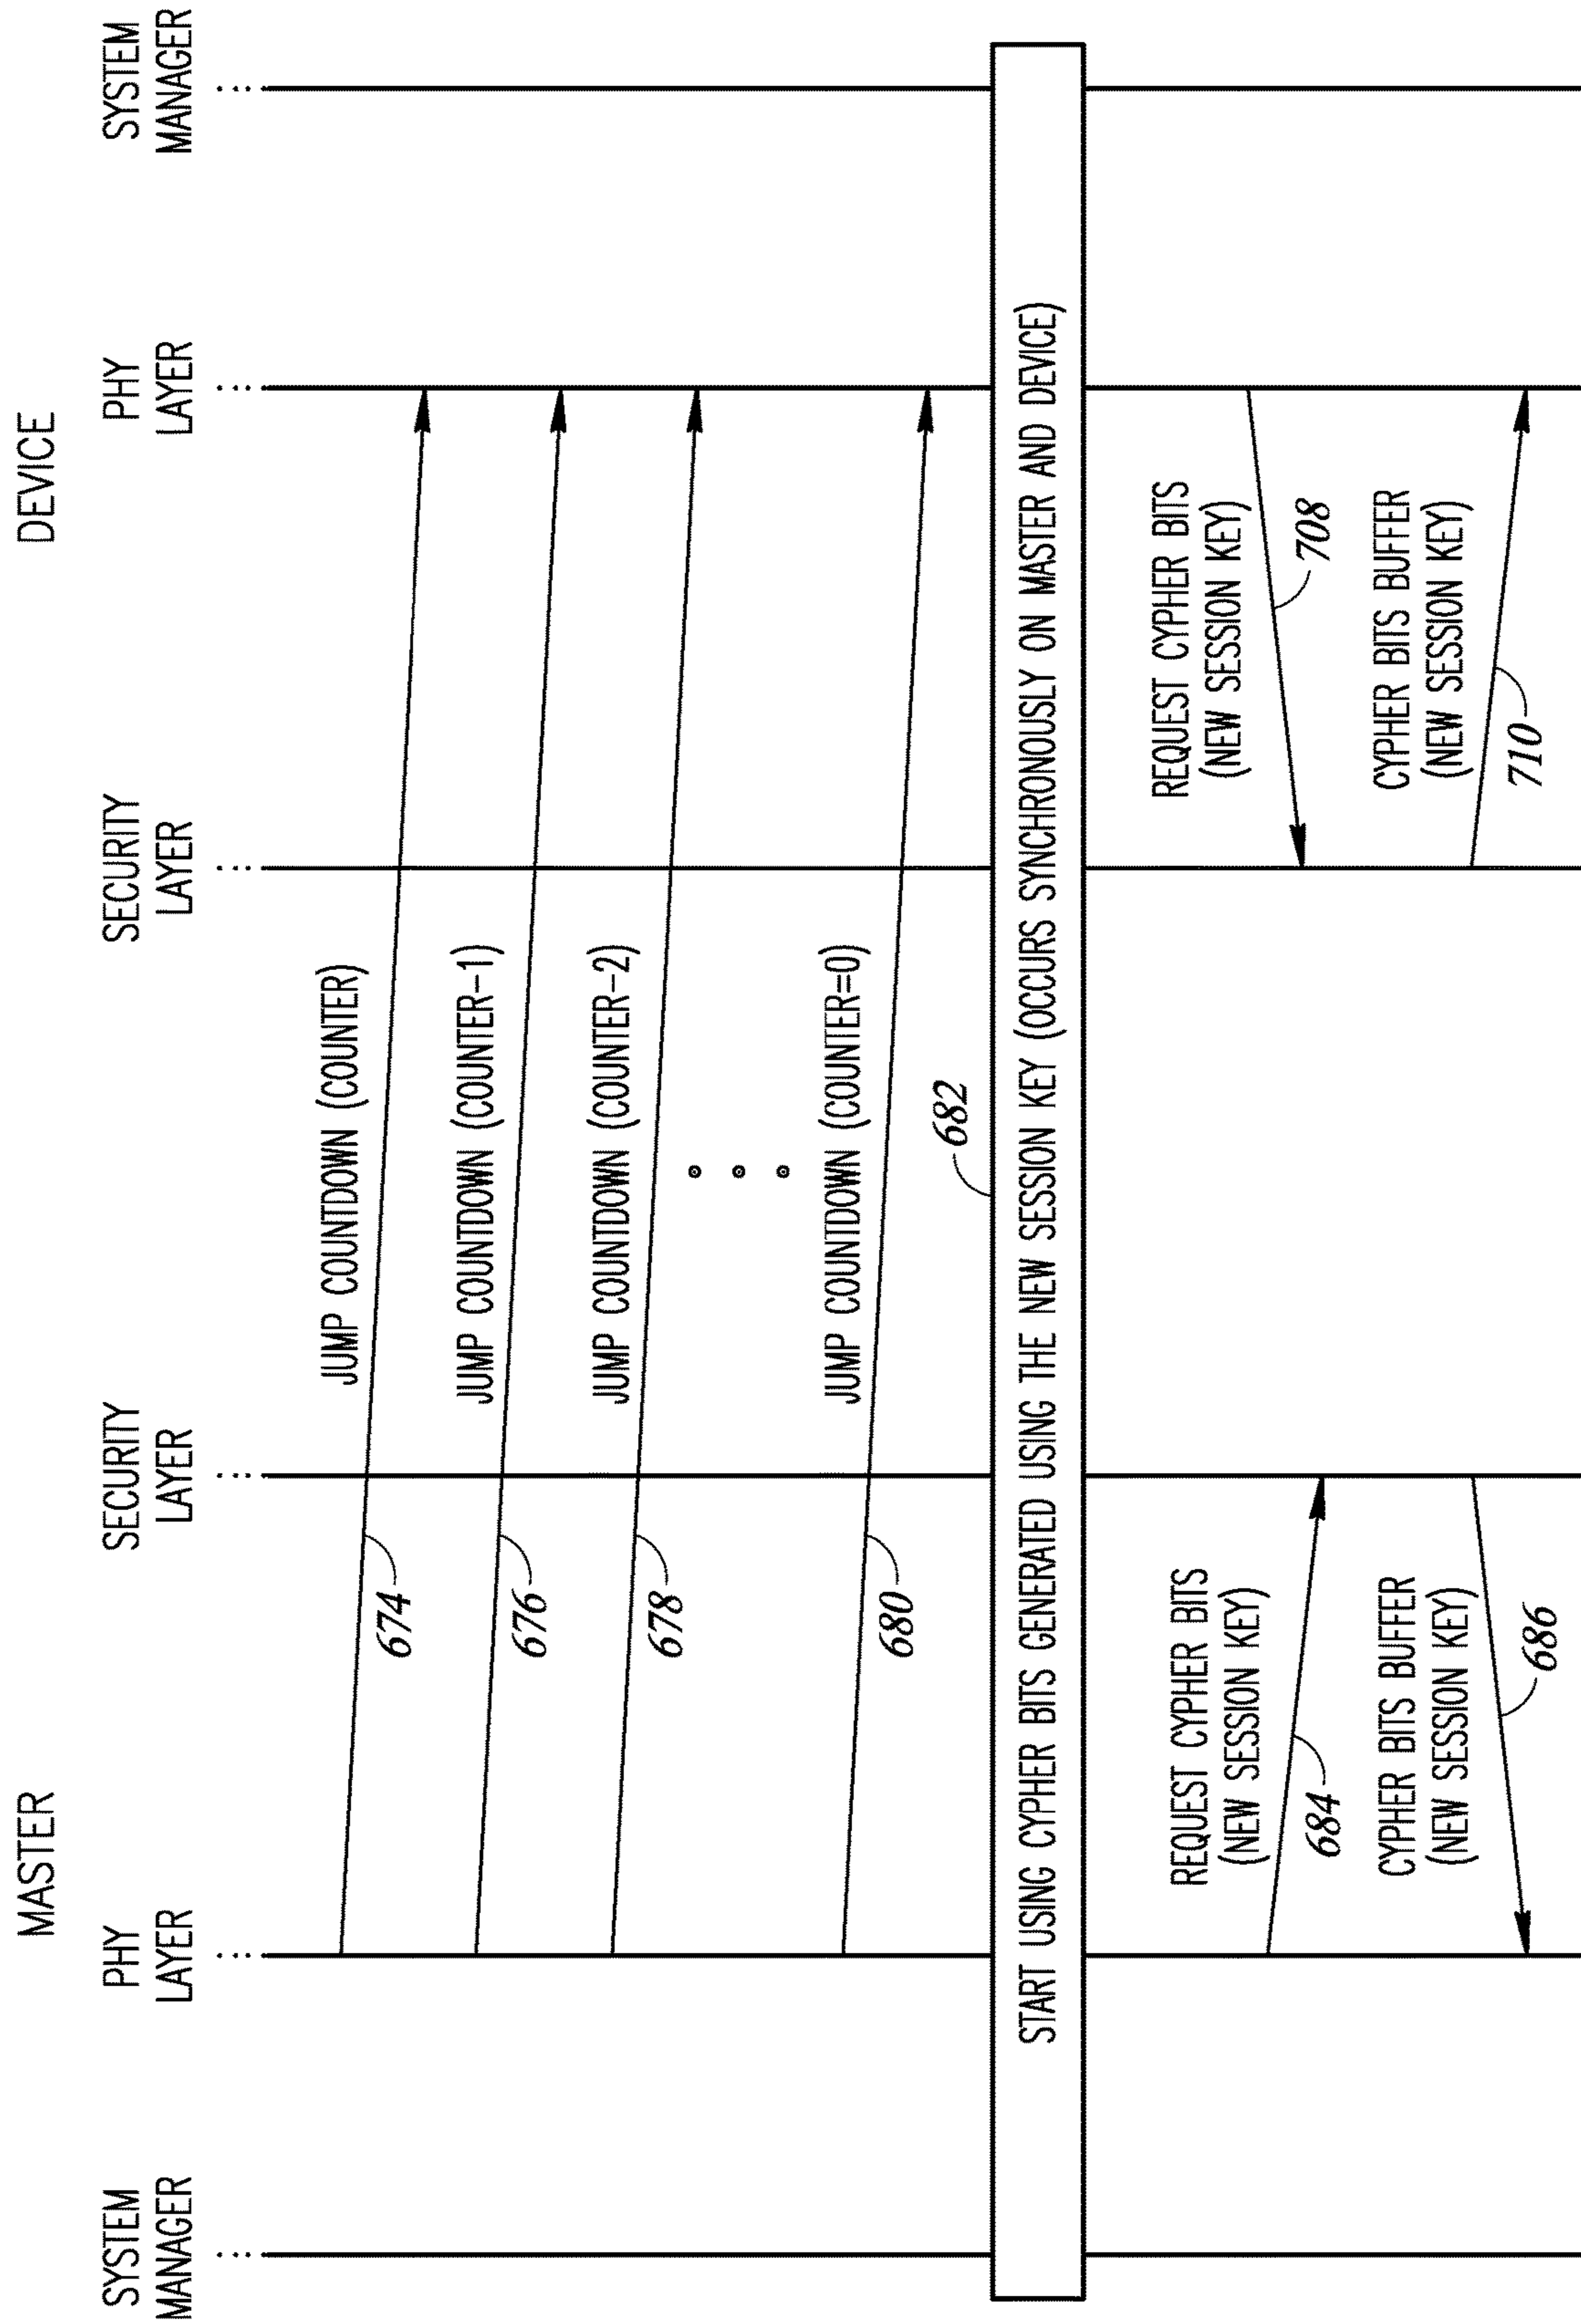 MASTER
DEVICE
SYSTEM
MANAGER
PHY
LAYER
SECURITY
LAYER
SECURITY
LAYER
PHY
LAYER
SYSTEM
MANAGER
JUMP COUNTDOWN (COUNTER)
674
JUMP COUNTDOWN (COUNTER-1)
676
JUMP COUNTDOWN (COUNTER-2)
678
JUMP COUNTDOWN (COUNTER=0)
680
682
START USING CYPHER BITS GENERATED USING THE NEW SESSION KEY (OCCURS SYNCHRONOUSLY ON MASTER AND DEVICE)
REQUEST CYPHER BITS
(NEW SESSION KEY)
684
REQUEST CYPHER BITS
(NEW SESSION KEY)
708
CYPHER BITS BUFFER
(NEW SESSION KEY)
686
CYPHER BITS BUFFER
(NEW SESSION KEY)
710